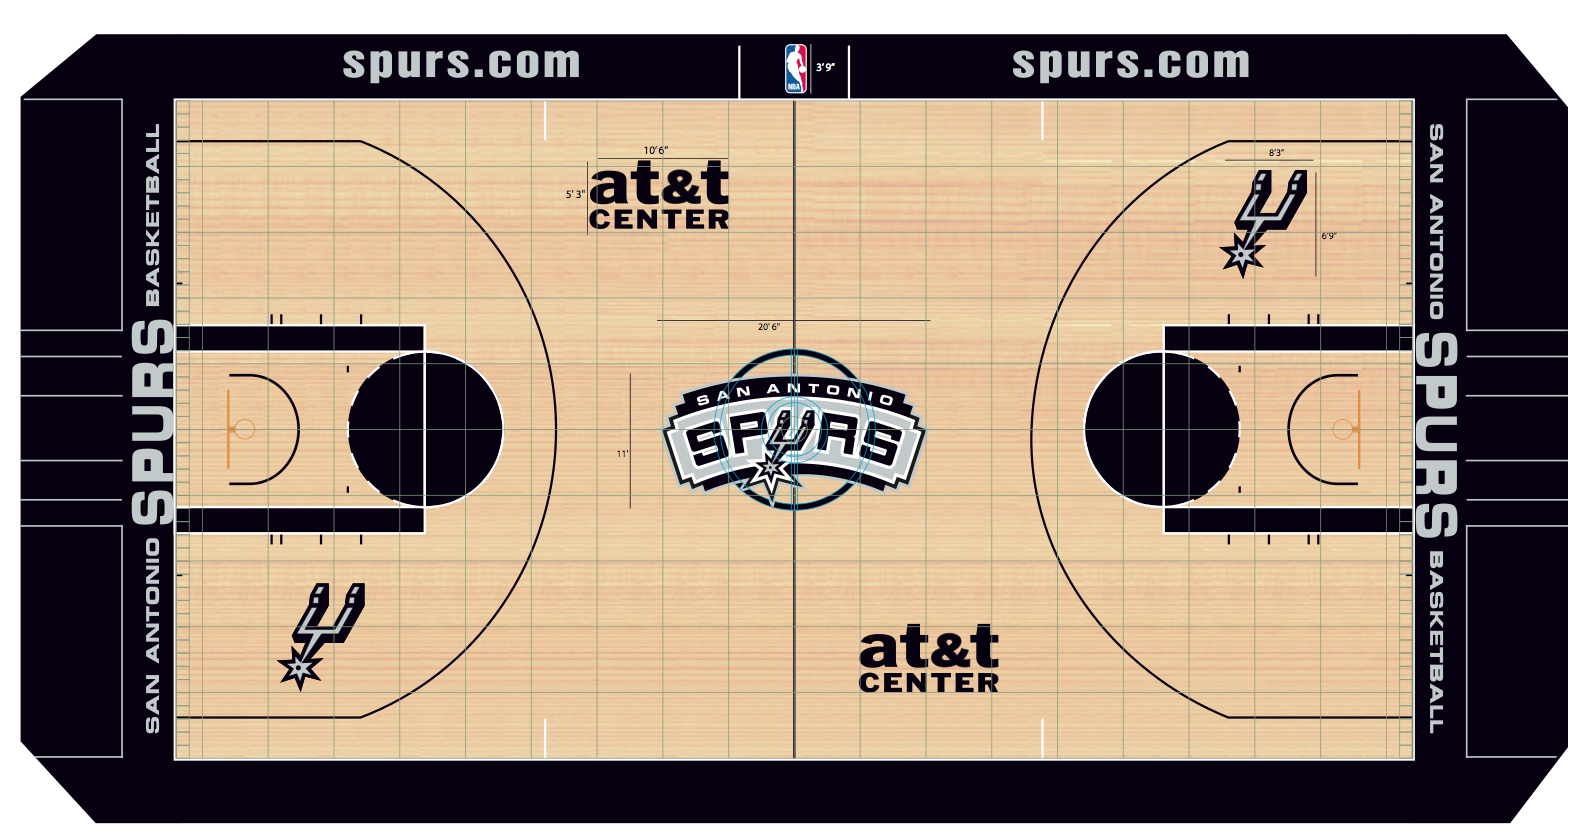 spurs.com
NBA
3'9"
spurs.com
10'6"
at&t
5' 3"
CENTER
8'3"
6'9"
SAN ANTONIO SPURS BASKETBALL
20' 6"
SAN ANTONIO
SPURS
11'
SAN ANTONIO SPURS BASKETBALL
at&t
CENTER